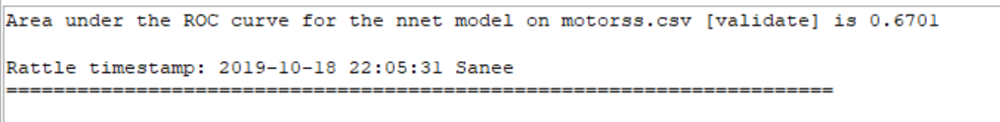 Area under the ROC curve for the nnet model on motorss.csv [validate] is 0.6701
Rattle timestamp: 2019-10-18 22:05:31 Sanee
======================================================================